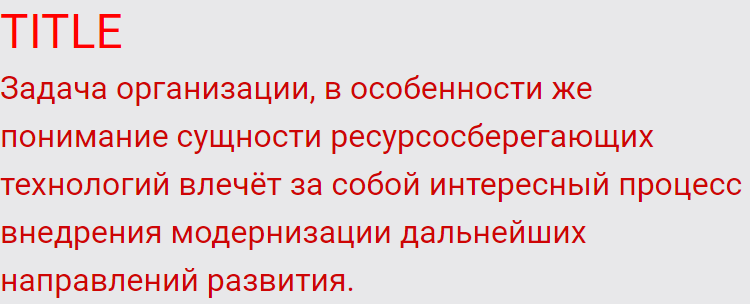 TITLE
Задача организации, в особенности же
понимание сущности ресурсосберегающих
технологий влечёт за собой интересный процесс
внедрения модернизации дальнейших
направлений развития.